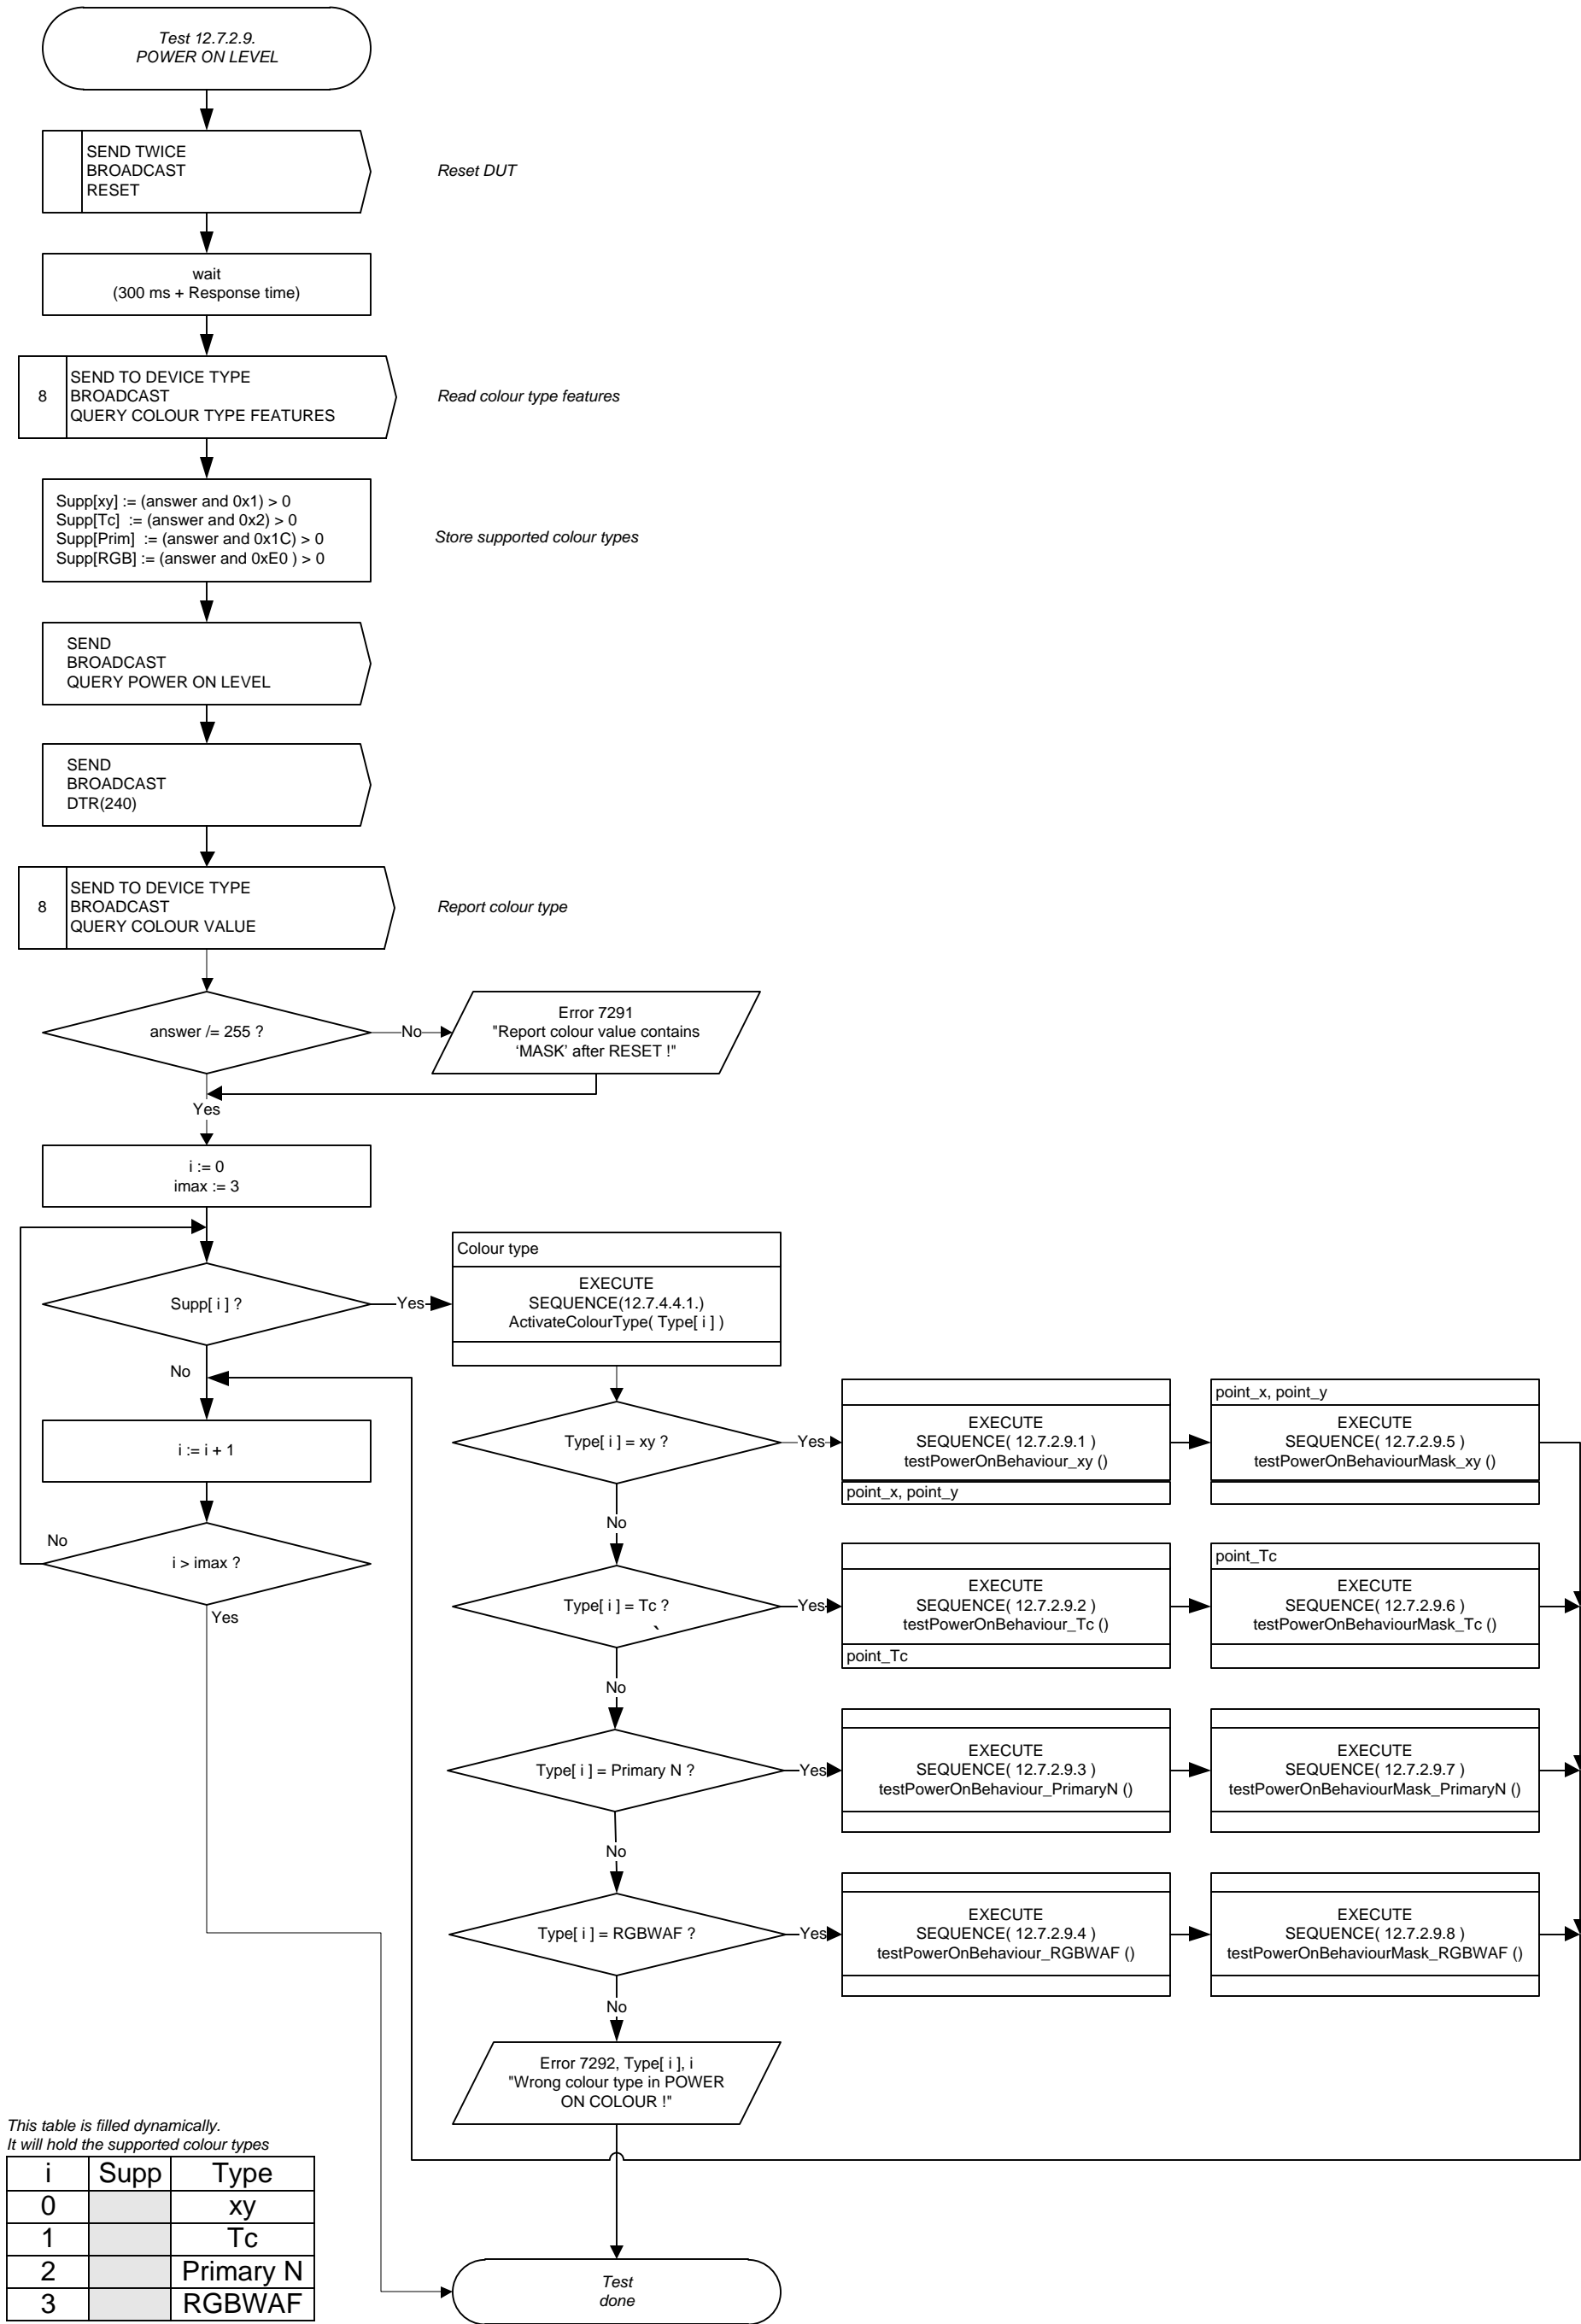 Test 12.7.2.9.
POWER ON LEVEL
SEND TWICE
BROADCAST
RESET
Reset DUT
wait
(300 ms + Response time)
8
SEND TO DEVICE TYPE
BROADCAST
QUERY COLOUR TYPE FEATURES
Read colour type features
Supp[xy] := (answer and 0x1) > 0
Supp[Tc] := (answer and 0x2) > 0
Supp[Prim] := (answer and 0x1C) > 0
Supp[RGB] := (answer and 0xE0 ) > 0
Store supported colour types
SEND
BROADCAST
QUERY POWER ON LEVEL
SEND
BROADCAST
DTR(240)
8
SEND TO DEVICE TYPE
BROADCAST
QUERY COLOUR VALUE
Report colour type
answer /= 255 ?
No
Error 7291
"Report colour value contains
‘MASK’ after RESET !"
Yes
i := 0
imax := 3
Supp[ i ] ?
Yes
Colour type
EXECUTE
SEQUENCE(12.7.4.4.1.)
ActivateColourType( Type[ i ] )
No
i := i + 1
No
i > imax ?
Yes
Type[ i ] = xy ?
Yes
EXECUTE
SEQUENCE( 12.7.2.9.1 )
testPowerOnBehaviour_xy ()
point_x, point_y
point_x, point_y
EXECUTE
SEQUENCE( 12.7.2.9.5 )
testPowerOnBehaviourMask_xy ()
No
Type[ i ] = Tc ?
`
Yes
EXECUTE
SEQUENCE( 12.7.2.9.2 )
testPowerOnBehaviour_Tc ()
point_Tc
point_Tc
EXECUTE
SEQUENCE( 12.7.2.9.6 )
testPowerOnBehaviourMask_Tc ()
No
Type[ i ] = Primary N ?
Yes
EXECUTE
SEQUENCE( 12.7.2.9.3 )
testPowerOnBehaviour_PrimaryN ()
EXECUTE
SEQUENCE( 12.7.2.9.7 )
testPowerOnBehaviourMask_PrimaryN ()
No
Type[ i ] = RGBWAF ?
Yes
EXECUTE
SEQUENCE( 12.7.2.9.4 )
testPowerOnBehaviour_RGBWAF ()
EXECUTE
SEQUENCE( 12.7.2.9.8 )
testPowerOnBehaviourMask_RGBWAF ()
No
Error 7292, Type[ i ], i
"Wrong colour type in POWER
ON COLOUR !"
Test
done
This table is filled dynamically.
It will hold the supported colour types
i Supp Type
0 xy
1 Tc
2 Primary N
3 RGBWAF